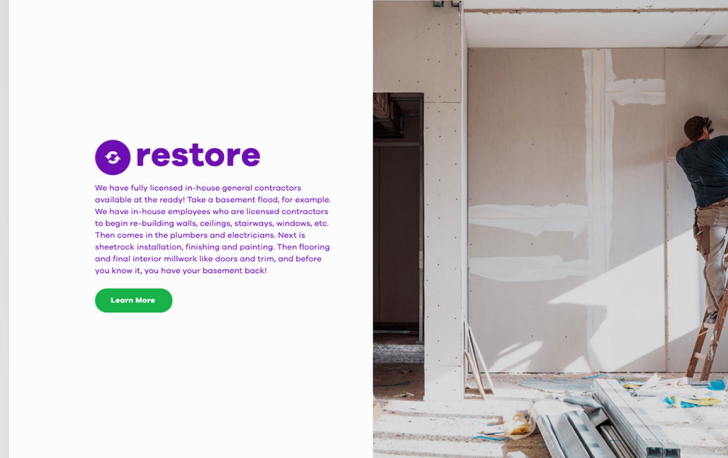 restore
We have fully licensed in-house general contractors
available at the ready! Take a basement flood, for example.
We have in-house employees who are licensed contractors
to begin re-building walls, ceilings, stairways, windows, etc.
Then comes in the plumbers and electricians. Next is
sheetrock installation, finishing and painting. Then flooring
and final interior millwork like doors and trim, and before
you know it, you have your basement back!
Learn More